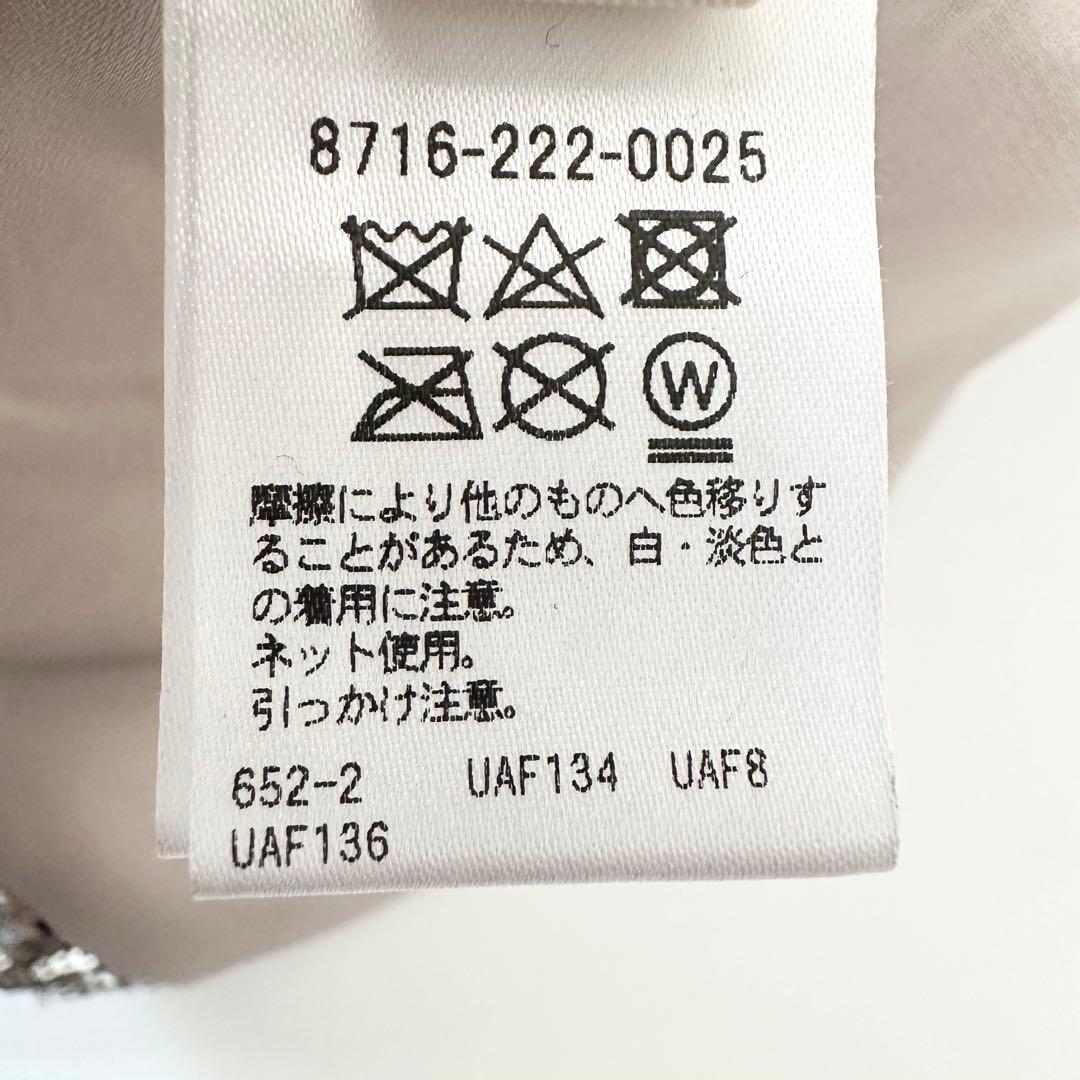 8716-222-0025
W
摩擦により他のものへ色移りす
ることがあるため、白・淡色と
の着用に注意。
ネット使用。
引っかけ注意。
652-2 UAF134 UAF8
UAF136